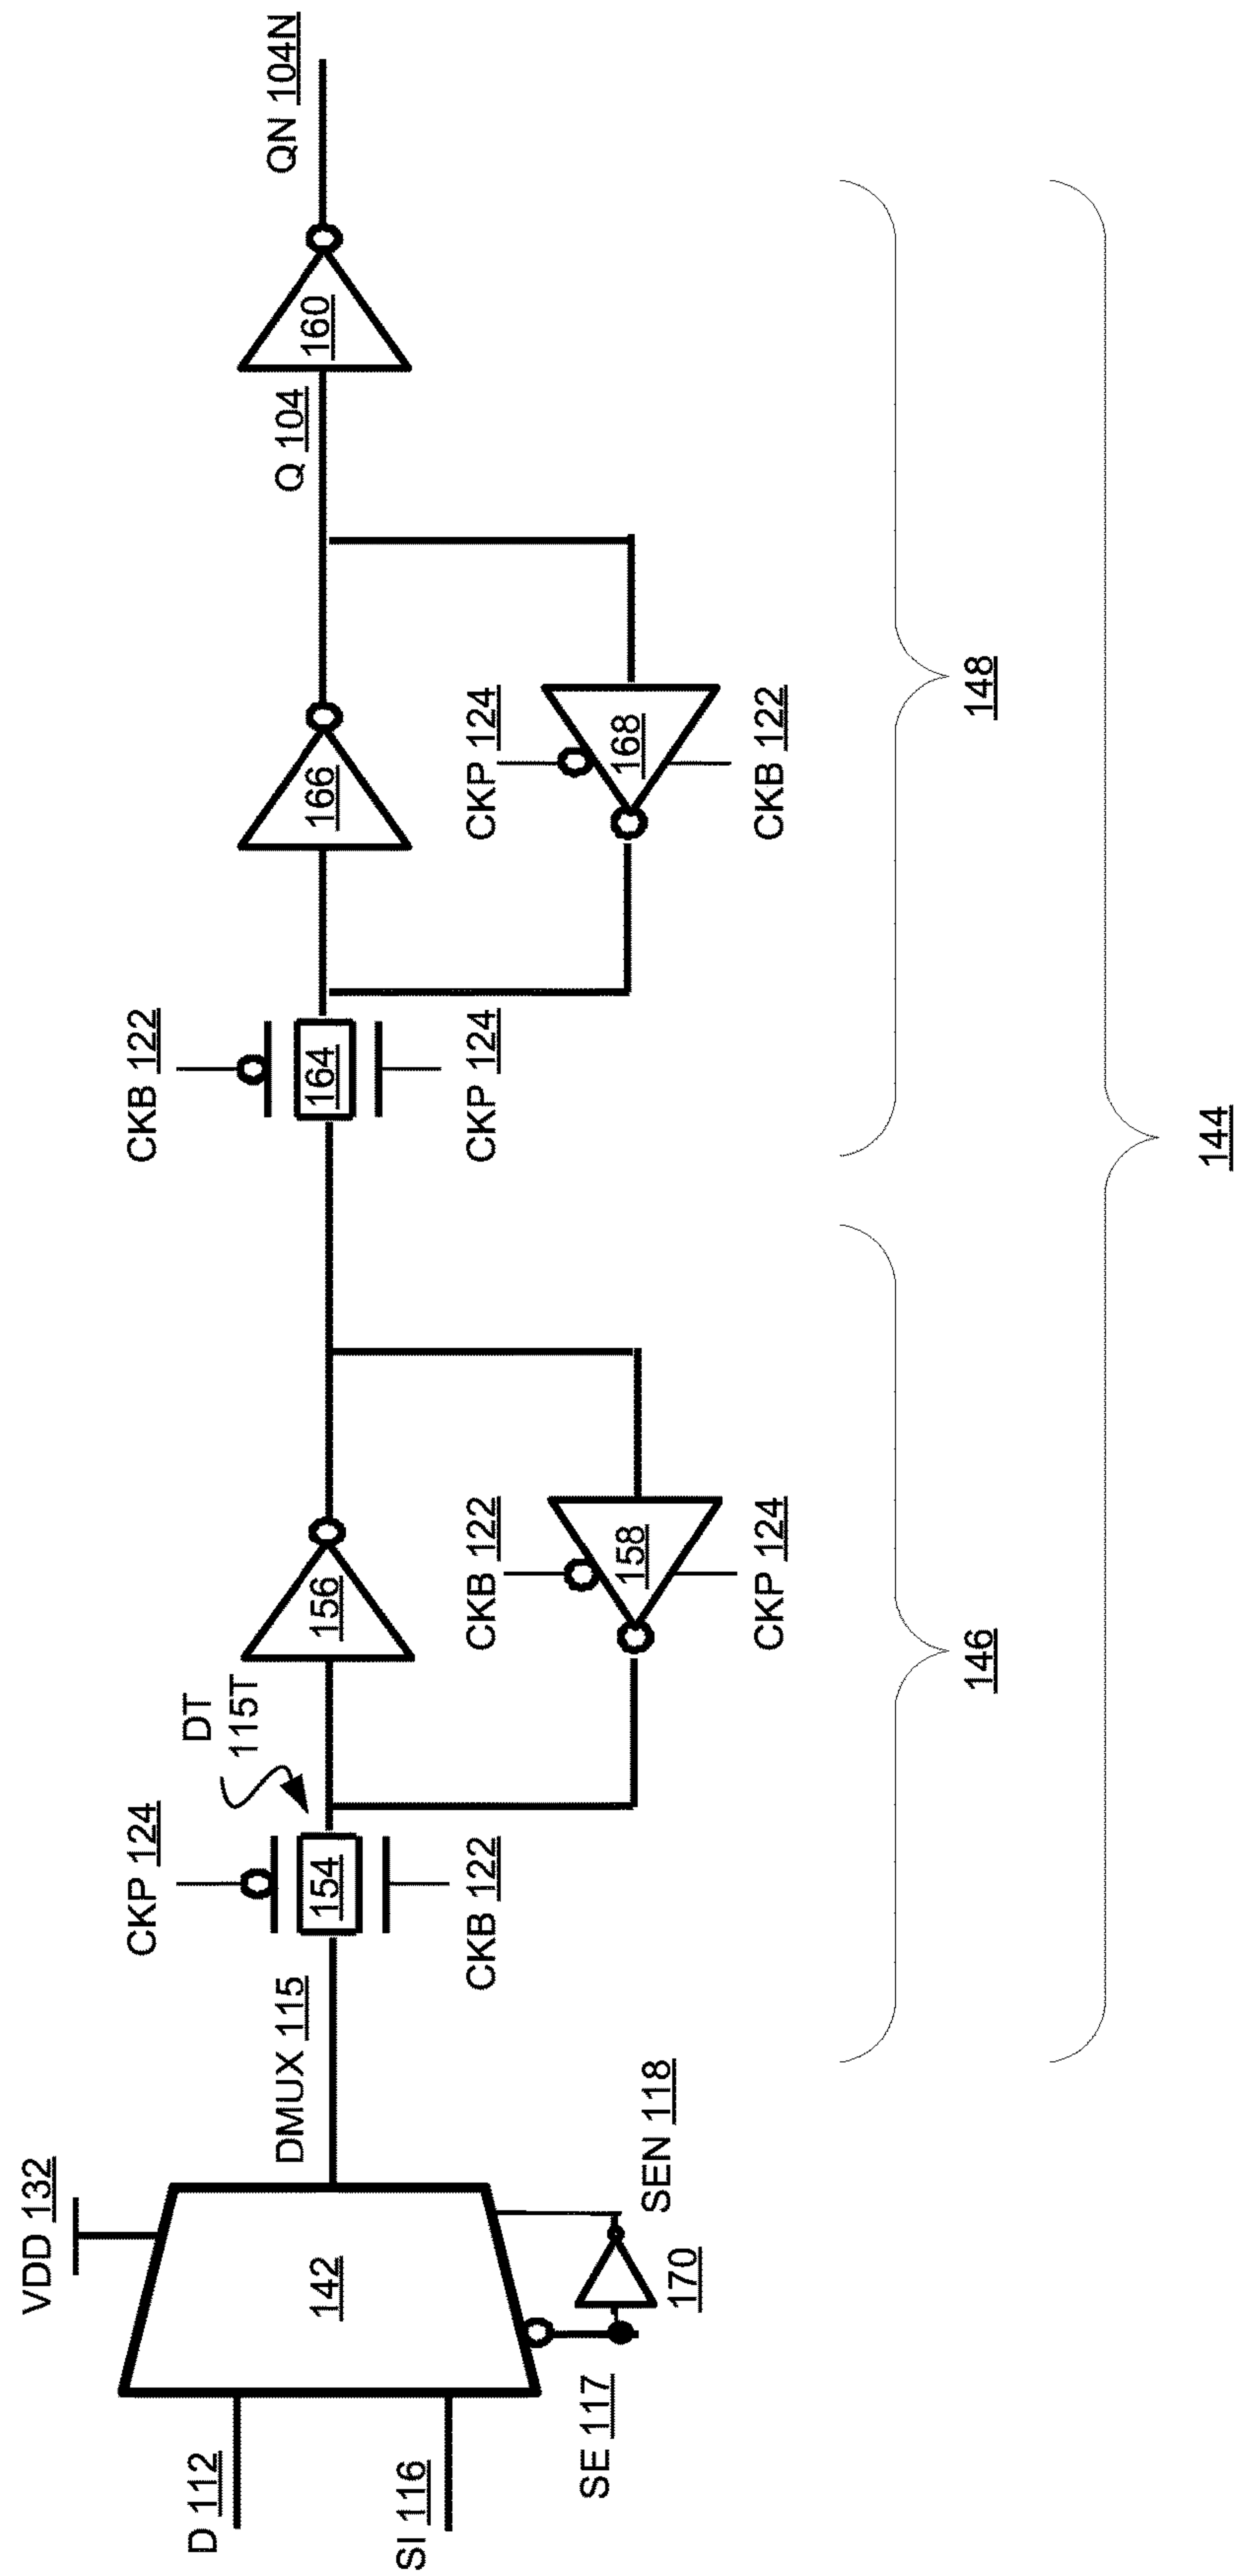 VDD 132
D 112
SI 116
142
SE 117
170
SEN 118
DMUX 115
CKP 124
154
CKB 122
DT
115T
156
CKB 122
158
CKP 124
CKB 122
164
CKP 124
166
CKP 124
168
CKB 122
Q 104
160
QN 104N
146
148
144